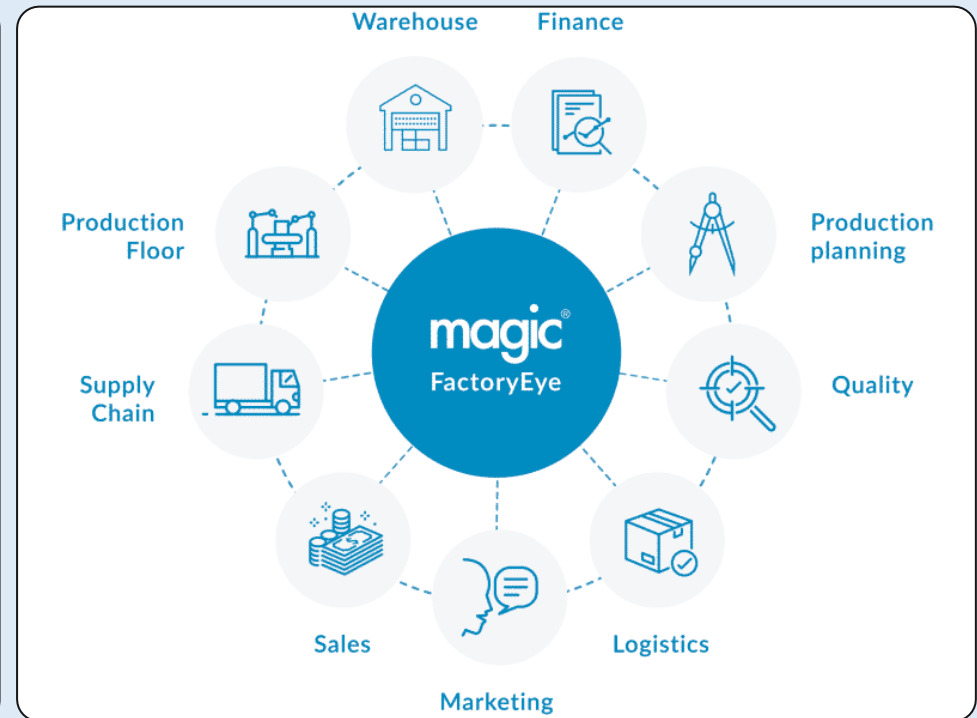 Warehouse
Finance
Production
Floor
Production
planning
magic®
FactoryEye
Supply
Chain
Quality
Sales
Logistics
Marketing